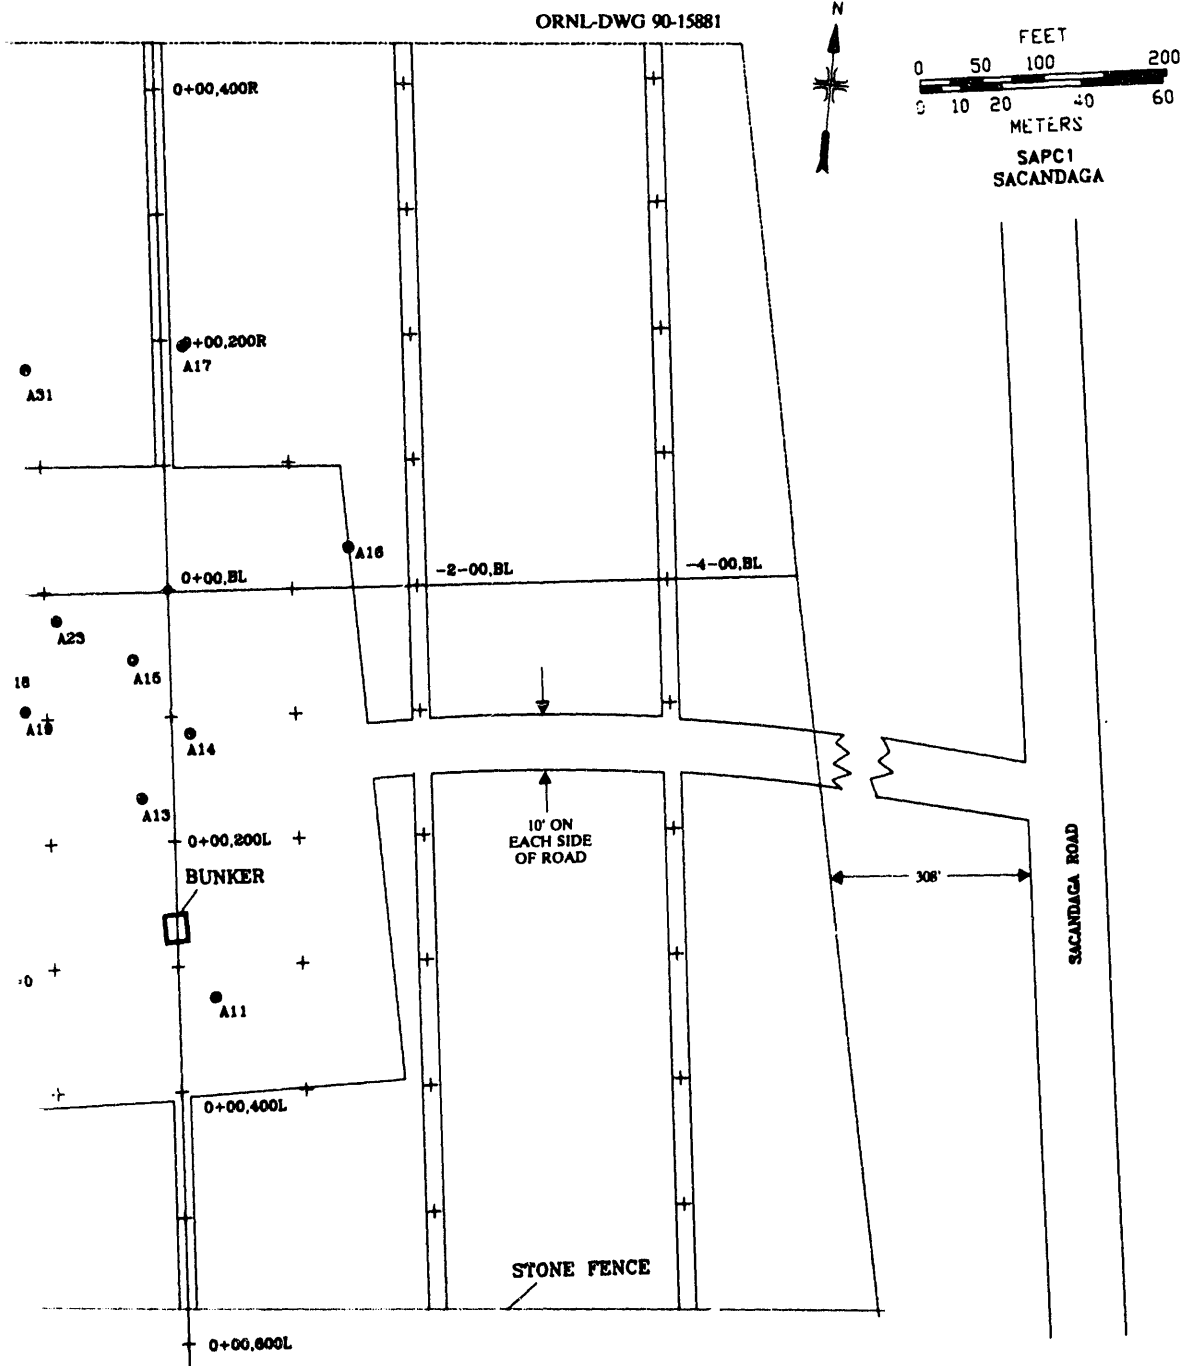 ORNL-DWG 90-15881
N
FEET
0 50 100 200
0 10 20 40 60
METERS
SAPC1
SACANDAGA
0+00,400R
0+00,200R
A17
A31
A16
0+00,BL
-2-00,BL
-4-00,BL
A23
A15
18
A19
A14
A13
0+00,200L
10' ON
EACH SIDE
OF ROAD
BUNKER
308'
SACANDAGA ROAD
A11
0+00,400L
STONE FENCE
0+00,600L